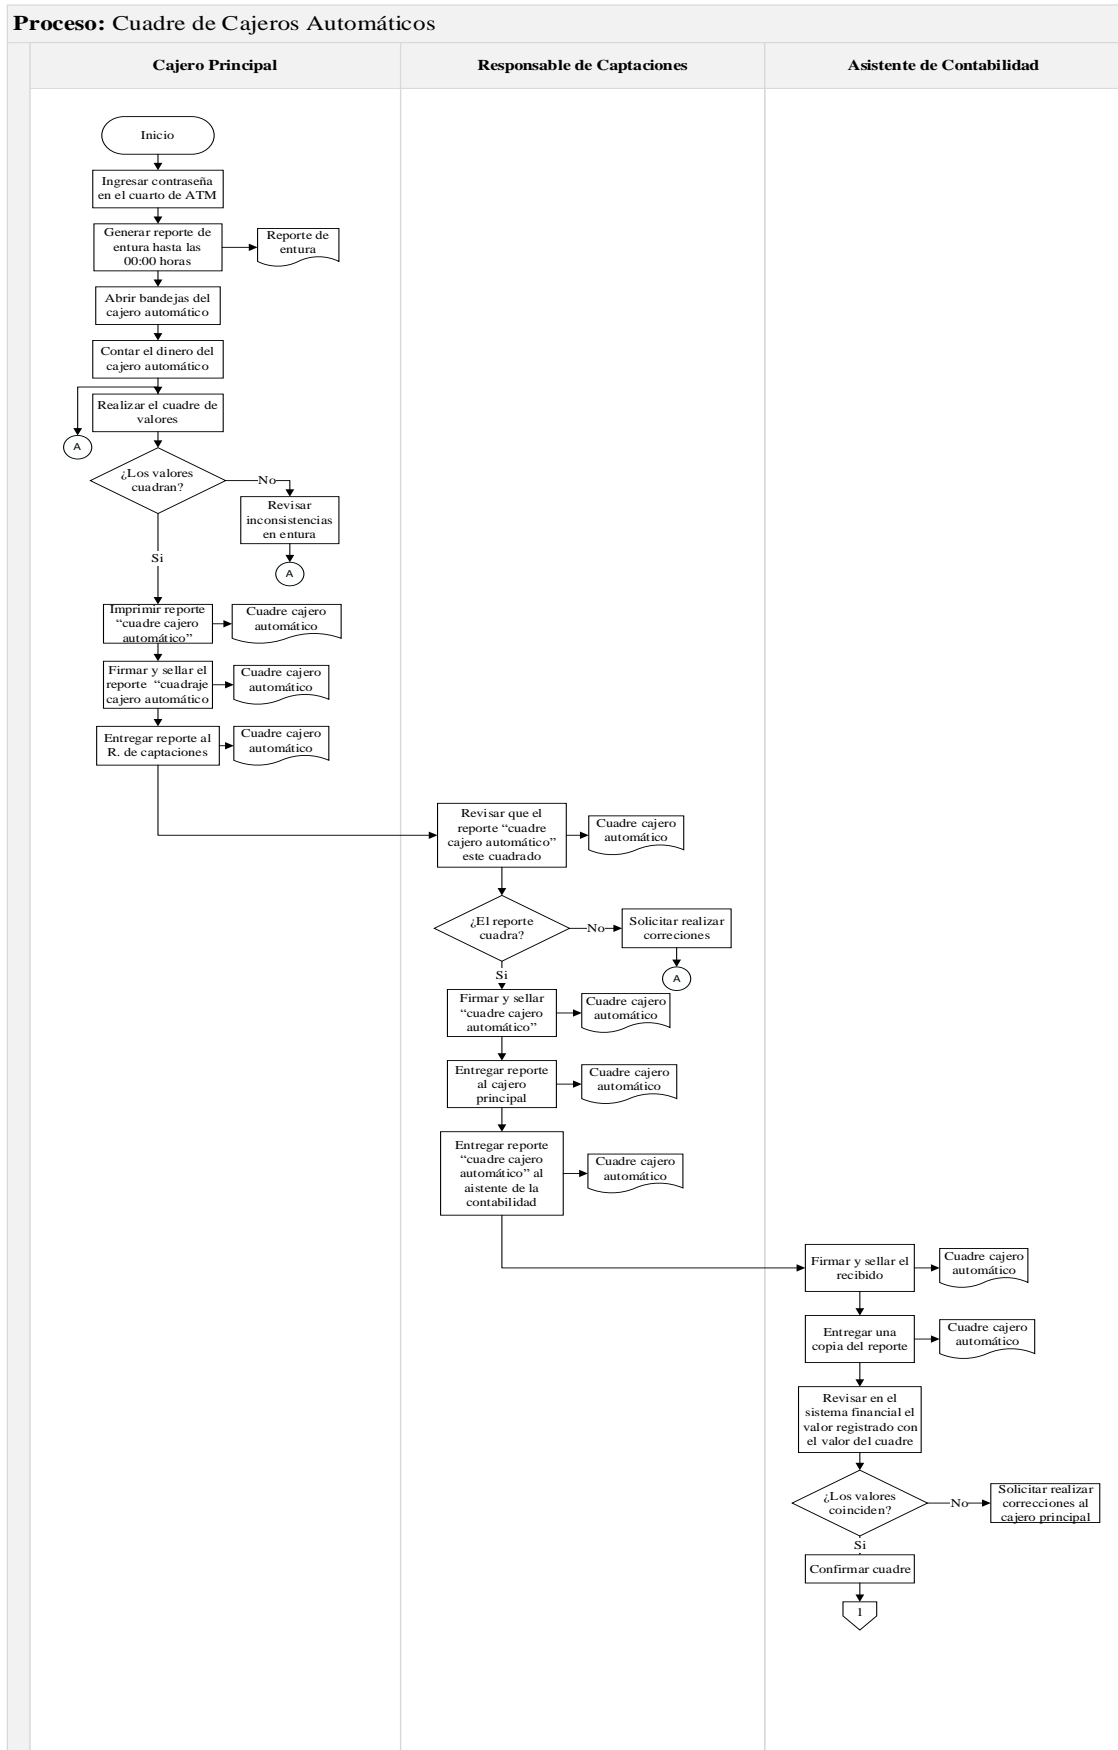 Proceso: Cuadre de Cajeros Automáticos
Cajero Principal
Responsable de Captaciones
Asistente de Contabilidad
Inicio
Ingresar contraseña
en el cuarto de ATM
Generar reporte de
entura hasta las
00:00 horas
Reporte de
entura
Abrir bandejas del
cajero automático
Contar el dinero del
cajero automático
Realizar el cuadre de
valores
A
¿Los valores
cuadran?
No
Revisar
inconsistencias
en entura
A
Si
Imprimir reporte
“cuadre cajero
automático”
Cuadre cajero
automático
Firmar y sellar el
reporte “cuadraje
cajero automático
Cuadre cajero
automático
Entregar reporte al
R. de captaciones
Cuadre cajero
automático
Revisar que el
reporte “cuadre
cajero automático”
este cuadrado
Cuadre cajero
automático
¿El reporte
cuadra?
No
Solicitar realizar
correciones
A
Si
Firmar y sellar
“cuadre cajero
automático”
Cuadre cajero
automático
Entregar reporte
al cajero
principal
Cuadre cajero
automático
Entregar reporte
“cuadre cajero
automático” al
aistente de la
contabilidad
Cuadre cajero
automático
Firmar y sellar el
recibido
Cuadre cajero
automático
Entregar una
copia del reporte
Cuadre cajero
automático
Revisar en el
sistema financial el
valor registrado con
el valor del cuadre
¿Los valores
coinciden?
No
Solicitar realizar
correcciones al
cajero principal
Si
Confirmar cuadre
1